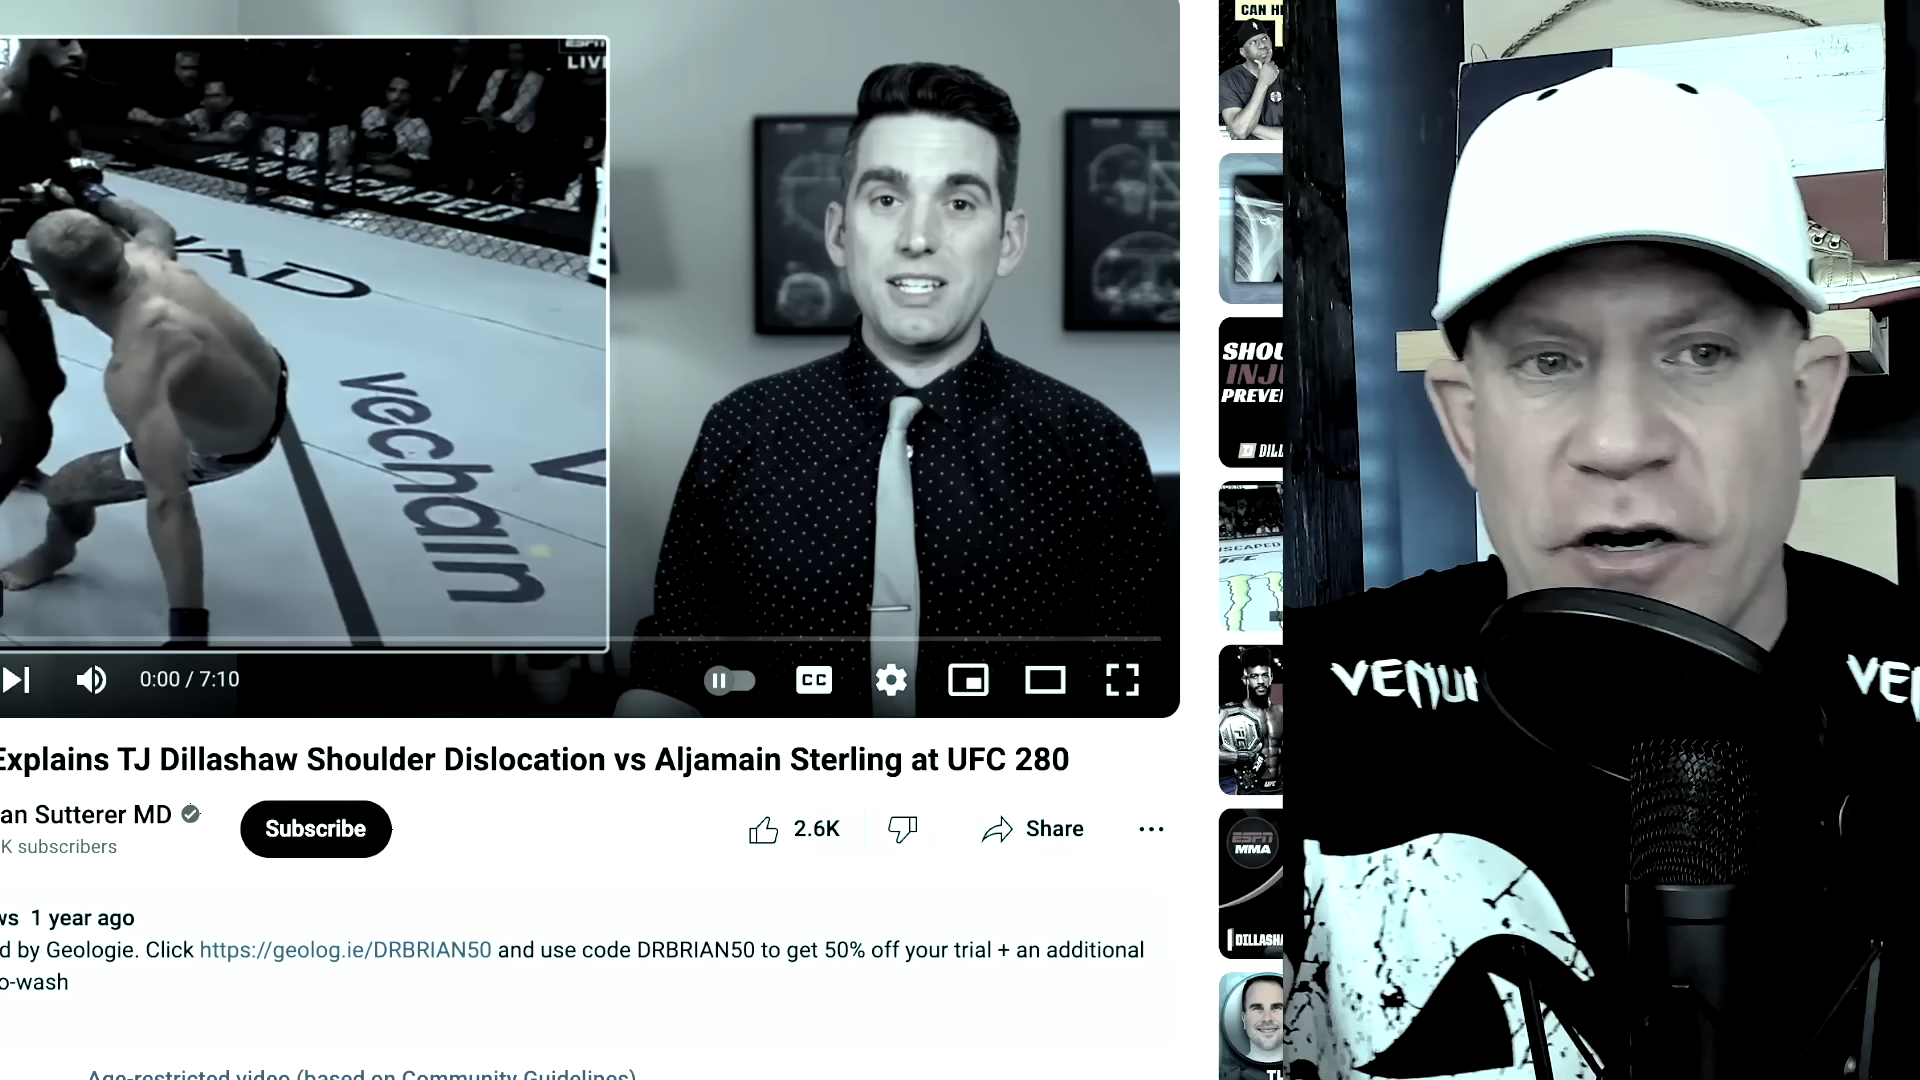 CAN
LIVE
MANSCAPED
vechain
0:00 / 7:10
CC
Explains TJ Dillashaw Shoulder Dislocation vs Aljamain Sterling at UFC 280
an Sutterer MD
K subscribers
Subscribe
2.6K
Share
ws 1 year ago
d by Geologie. Click https://geolog.ie/DRBRIAN50 and use code DRBRIAN50 to get 50% off your trial + an additional
o-wash
Age-restricted video (based on Community Guidelines)
SHOU
INJU
PREVE
DILL
ESPN
MMA
DILLASHA
TH
VENUM
VE